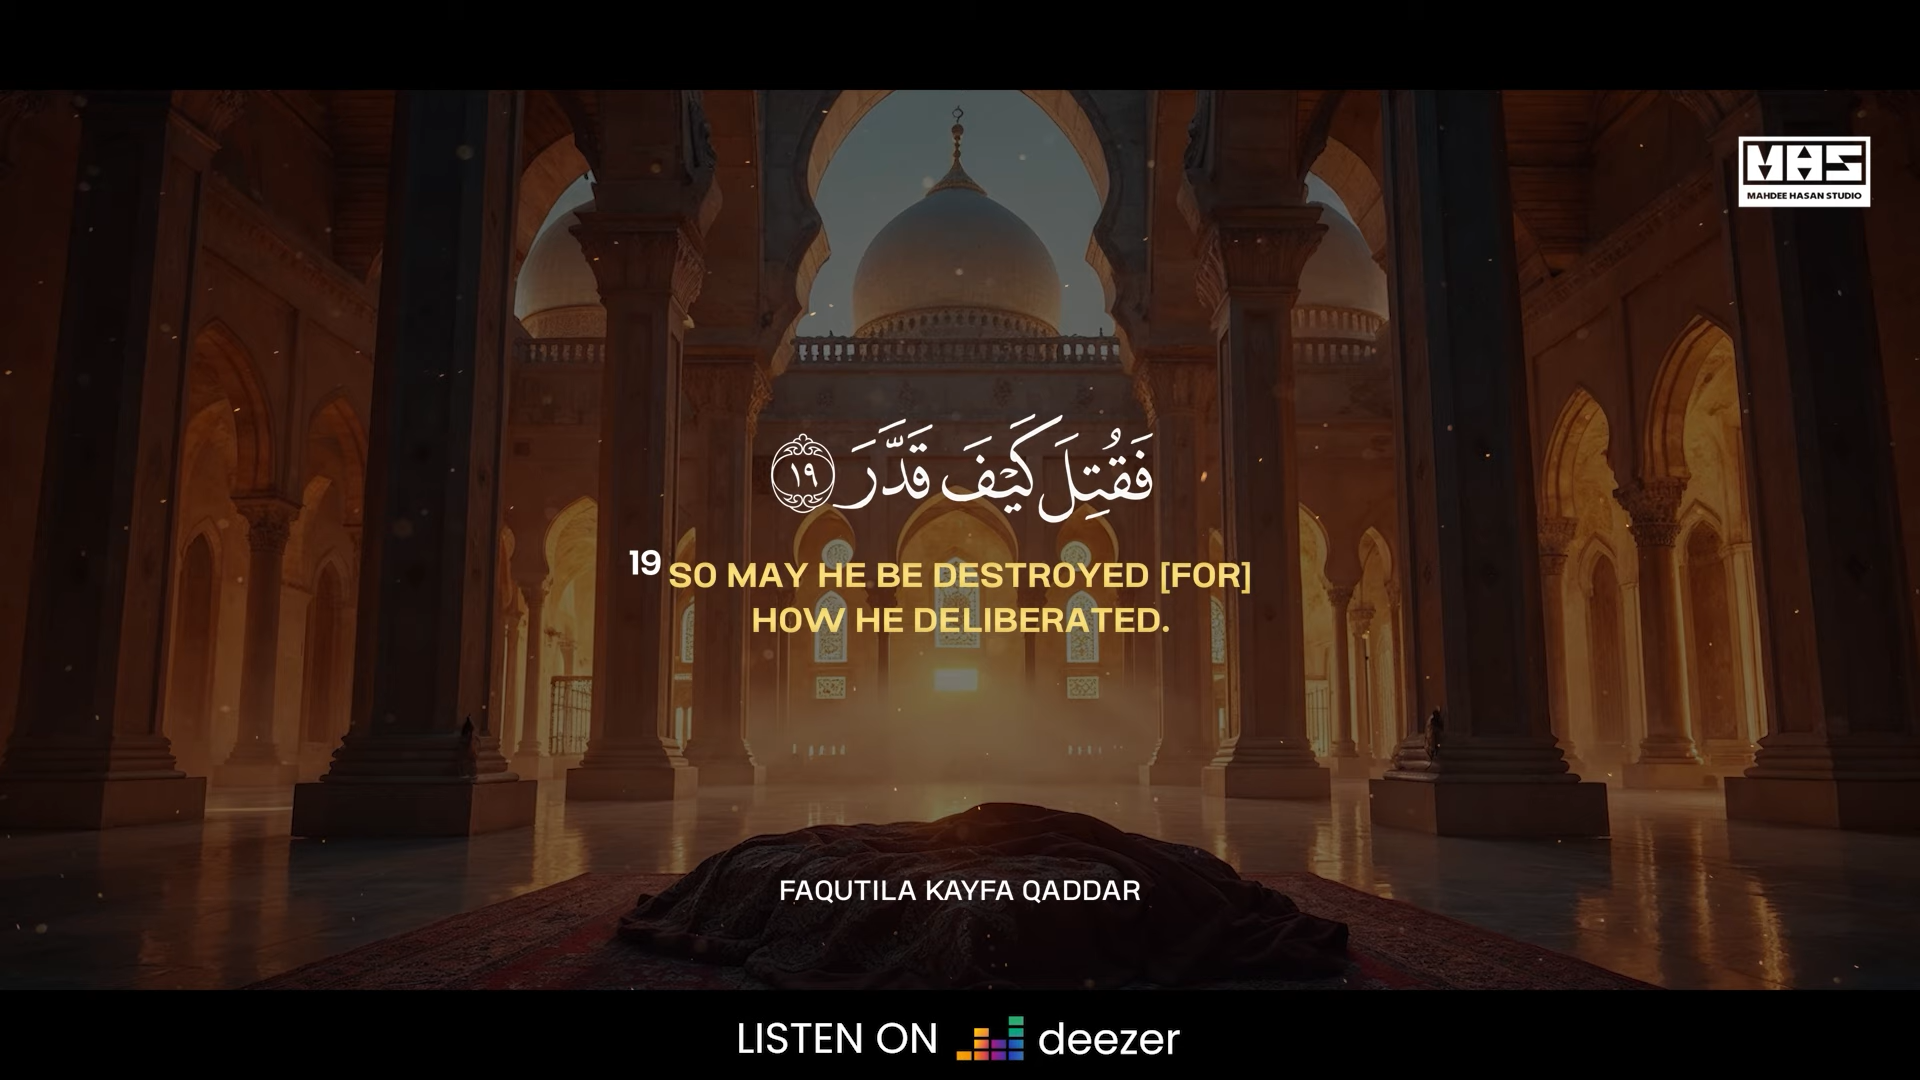 MHS
MAHDEE HASAN STUDIO
فَقُتِلَ كَيْفَ قَدَّرَ ١٩
19 SO MAY HE BE DESTROYED [FOR]
HOW HE DELIBERATED.
FAQUTILA KAYFA QADDAR
LISTEN ON deezer